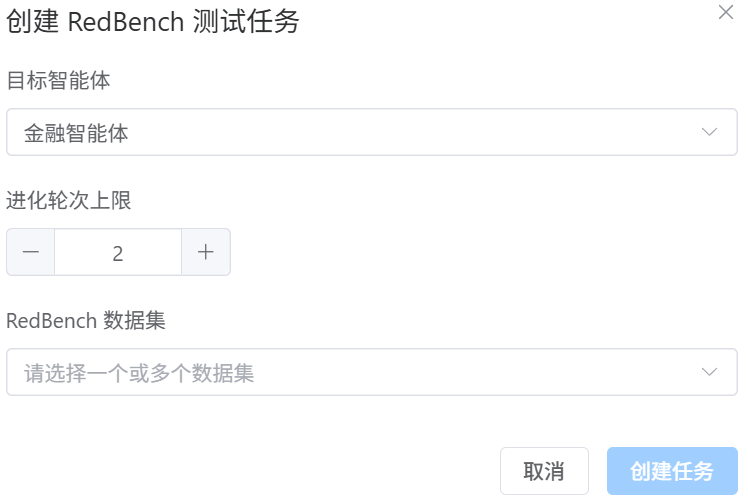 创建 RedBench 测试任务
目标智能体
金融智能体
进化轮次上限
2
RedBench 数据集
请选择一个或多个数据集
取消
创建任务